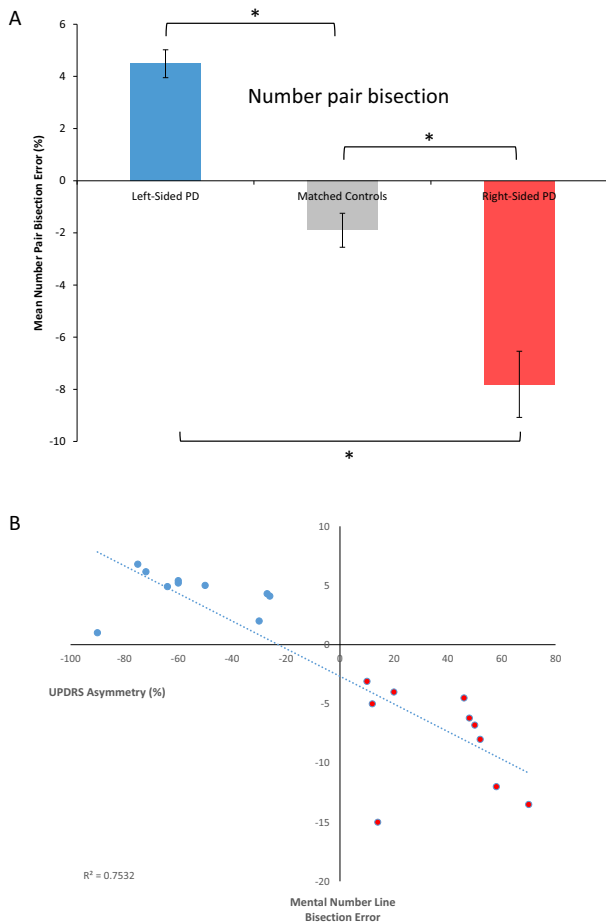 A
6
4
2
0
-2
-4
-6
-8
-10
Mean Number Pair Bisection Error (%)
*
Number pair bisection
*
Left-Sided PD
Matched Controls
Right-Sided PD
*
B
10
5
0
-5
-10
-15
-20
-100
-80
-60
-40
-20
0
20
40
60
80
UPDRS Asymmetry (%)
R² = 0.7532
Mental Number Line
Bisection Error